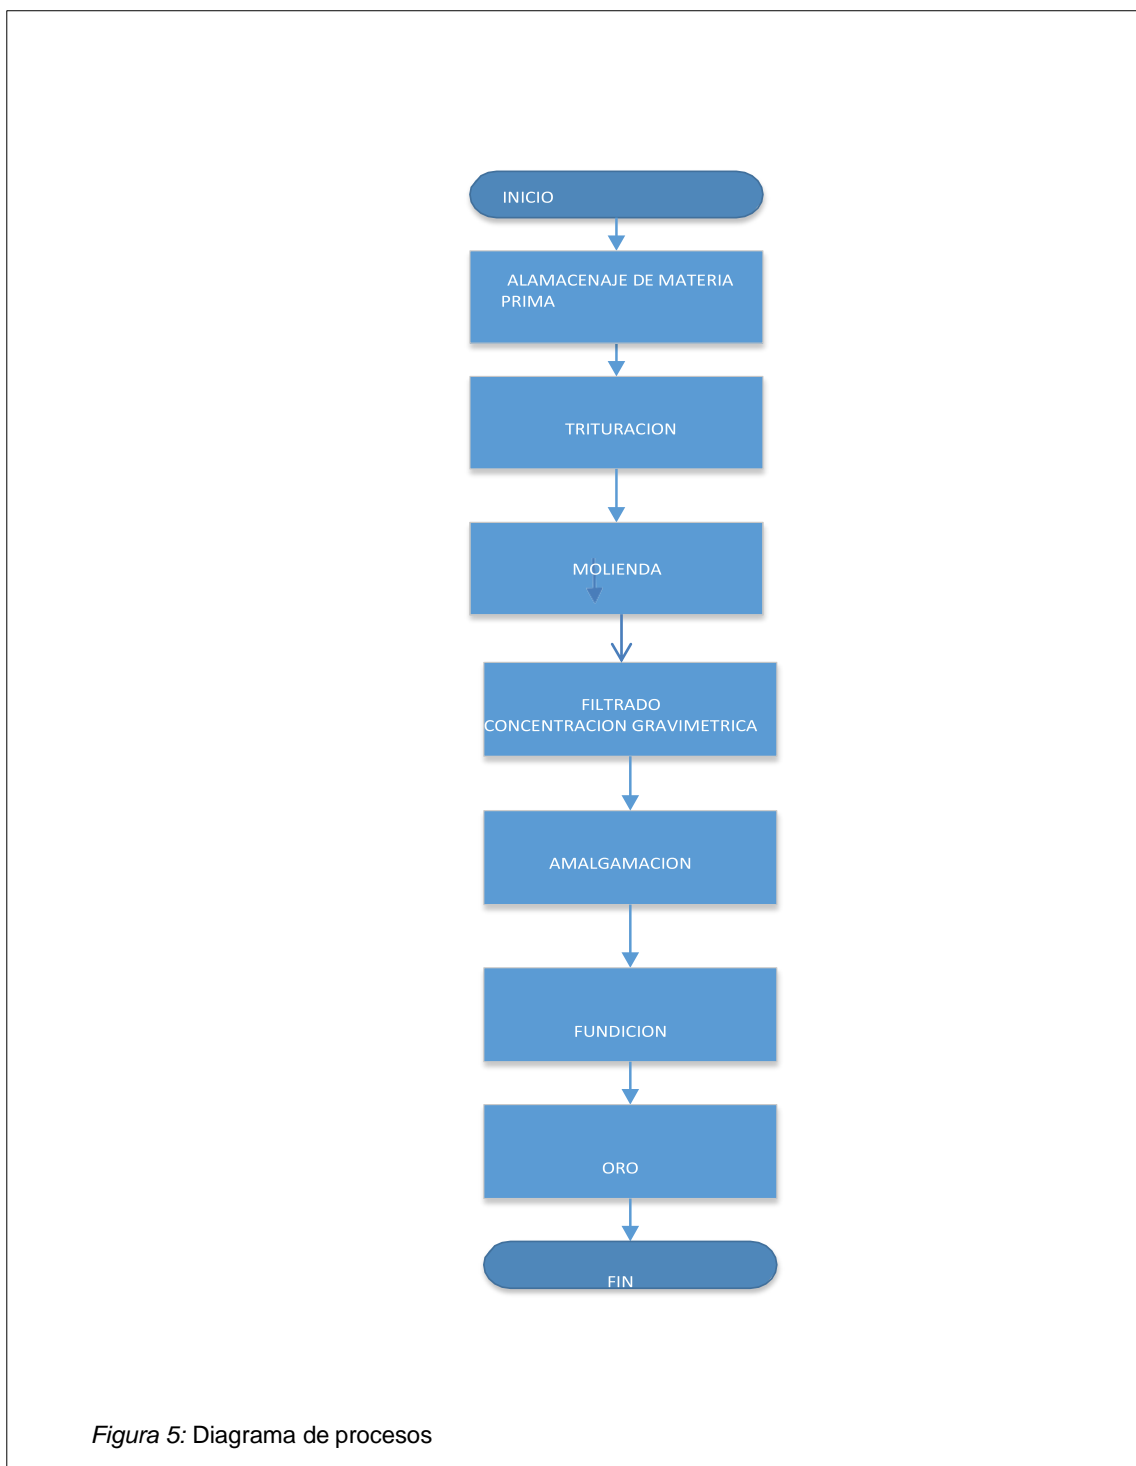 INICIO
ALAMACENAJE DE MATERIA
PRIMA
TRITURACION
MOLIENDA
FILTRADO
CONCENTRACION GRAVIMETRICA
AMALGAMACION
FUNDICION
ORO
FIN
Figura 5: Diagrama de procesos